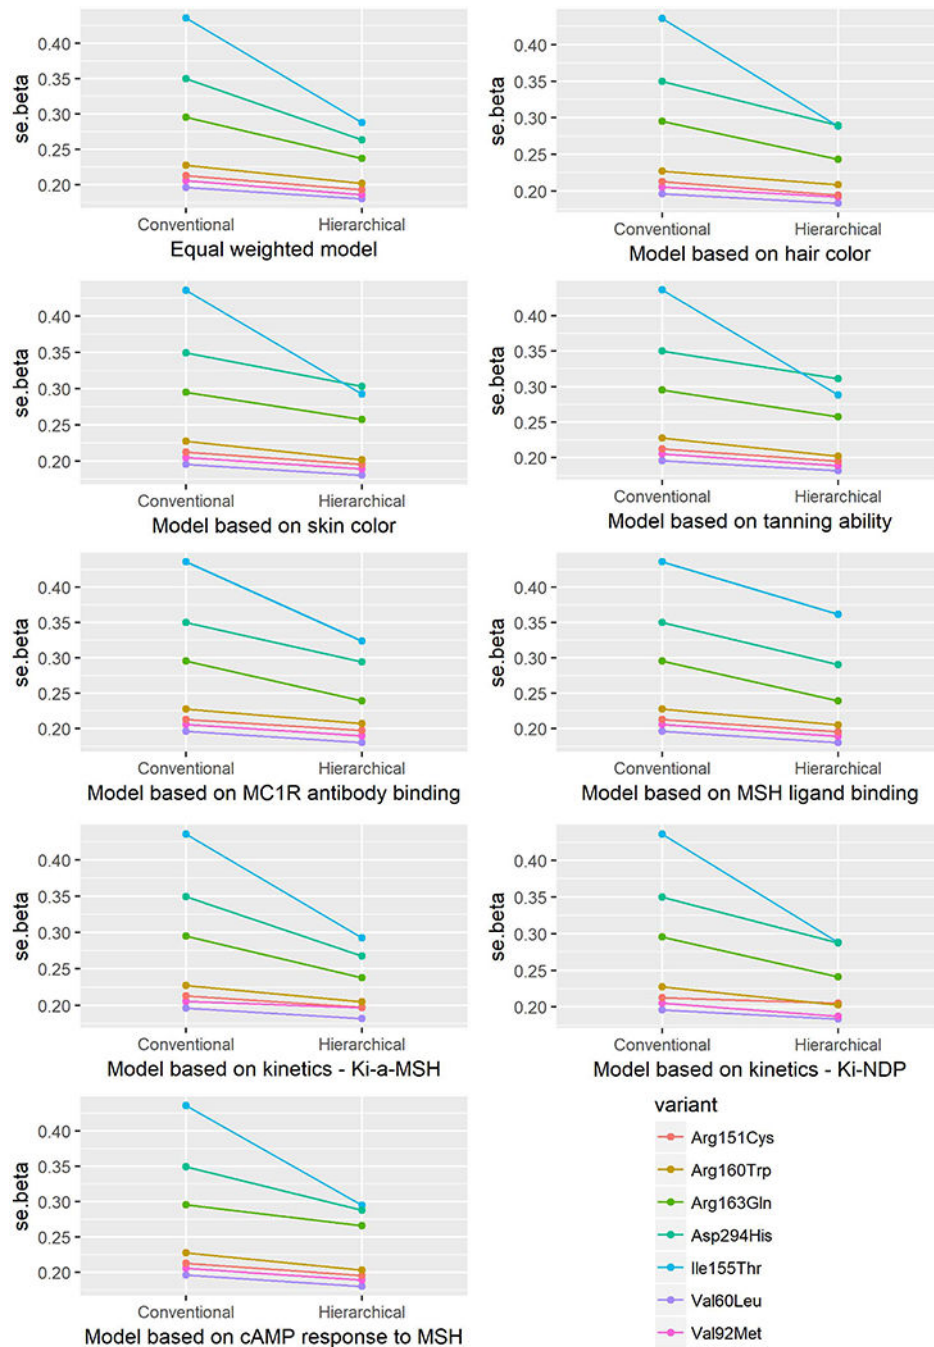 se.beta
0.40
0.35
0.30
0.25
0.20
Conventional Hierarchical
Equal weighted model
se.beta
0.40
0.35
0.30
0.25
0.20
Conventional Hierarchical
Model based on hair color
se.beta
0.40
0.35
0.30
0.25
0.20
Conventional Hierarchical
Model based on skin color
se.beta
0.40
0.35
0.30
0.25
0.20
Conventional Hierarchical
Model based on tanning ability
se.beta
0.40
0.35
0.30
0.25
0.20
Conventional Hierarchical
Model based on MC1R antibody binding
se.beta
0.40
0.35
0.30
0.25
0.20
Conventional Hierarchical
Model based on MSH ligand binding
se.beta
0.40
0.35
0.30
0.25
0.20
Conventional Hierarchical
Model based on kinetics - Ki-a-MSH
se.beta
0.40
0.35
0.30
0.25
0.20
Conventional Hierarchical
Model based on kinetics - Ki-NDP
se.beta
0.40
0.35
0.30
0.25
0.20
Conventional Hierarchical
Model based on cAMP response to MSH
variant
Arg151Cys
Arg160Trp
Arg163Gln
Asp294His
Ile155Thr
Val60Leu
Val92Met